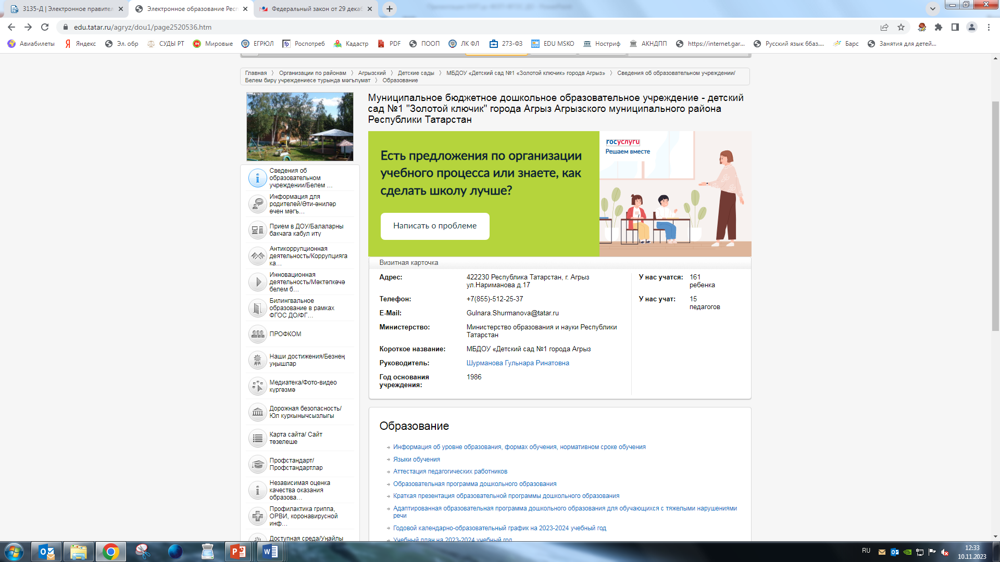 3135-Д | Электронное правител
Электронное образование Респ
Федеральный закон от 29 декаб
edu.tatar.ru/agryz/dou1/page2520536.htm
Авиабилеты
Яндекс
Эл. обр
СУДЫ РТ
Мировые
ЕГРЮЛ
Роспотреб
Кадастр
PDF
ПООП
ЛК ФЛ
273-ФЗ
EDU MSKO
Ностриф
АКНДПП
https://internet.gar...
Русский язык ббаз....
Барс
Занятия для детей...
Главная 〉 Организации по районам 〉 Агрызский 〉 Детские сады 〉 МБДОУ «Детский сад №1 «Золотой ключик» города Агрыз» 〉 Сведения об образовательном учреждении/
Белем бирү учреждениесе турында мәгълумат 〉 Образование
Сведения об
образовательном
учреждении/Белем ...
Информация для
родителей/Әти-әниләр
өчен мәгъ...
Прием в ДОУ/Балаларны
бакчага кабул итү
Антикоррупционная
деятельность/Коррупцияга
ка...
Инновационная
деятельность/Мәктәпкәчә
белем б...
Билингвальное
образование в рамках
ФГОС ДО/ФГ...
ПРОФКОМ
Наши достижения/Безнең
уңышлар
Медиатека/Фото-видео
күргәзмә
Дорожная безопасность/
Юл куркынычсызлыгы
Карта сайта/ Сайт
төзелеше
Профстандарт/
Профстандартлар
Независимая оценка
качества оказания
образова...
Профилактика гриппа,
ОРВИ, коронавирусной
инф...
Доступная среда/Уңайлы
Муниципальное бюджетное дошкольное образовательное учреждение - детский
сад №1 "Золотой ключик" города Агрыз Агрызского муниципального района
Республики Татарстан
Есть предложения по организации
учебного процесса или знаете, как
сделать школу лучше?
Написать о проблеме
госуслуги
Решаем вместе
Визитная карточка
Адрес: 422230 Республика Татарстан, г. Агрыз
ул.Нариманова д.17
Телефон: +7(855)-512-25-37
E-Mail: Gulnara.Shurmanova@tatar.ru
Министерство: Министерство образования и науки Республики
Татарстан
Короткое название: МБДОУ «Детский сад №1 города Агрыз
Руководитель: Шурманова Гульнара Ринатовна
Год основания 1986
учреждения:
У нас учатся: 161
ребенка
У нас учат: 15
педагогов
Образование
Информация об уровне образования, формах обучения, нормативном сроке обучения
Языки обучения
Аттестация педагогических работников
Образовательная программа дошкольного образования
Краткая презентация образовательной программы дошкольного образования
Адаптированная образовательная программа дошкольного образования для обучающихся с тяжелыми нарушениями
речи
Годовой календарно-образовательный график на 2023-2024 учебный год
Учебный план на 2023-2024 учебный год
RU
12:33
10.11.2023